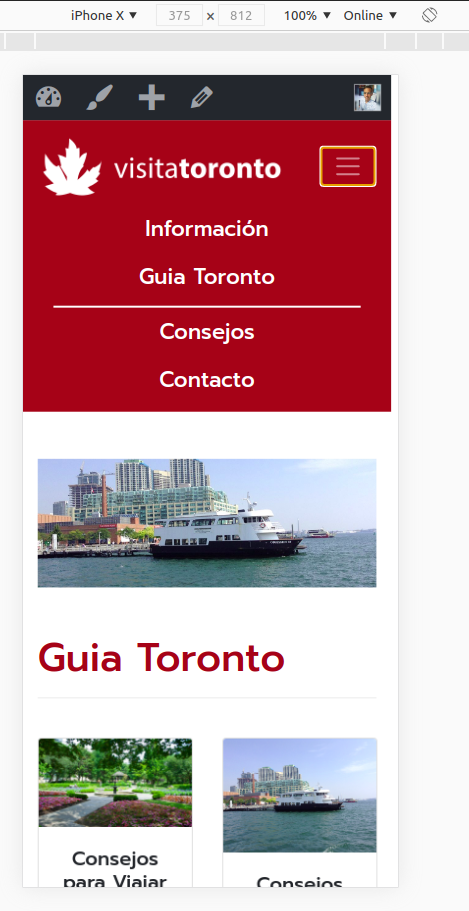 iPhone X ▼ 375 × 812 100% ▼ Online ▼
visitatoronto
Información
Guia Toronto
Consejos
Contacto
Guia Toronto
Consejos
para Viajar
Consejos